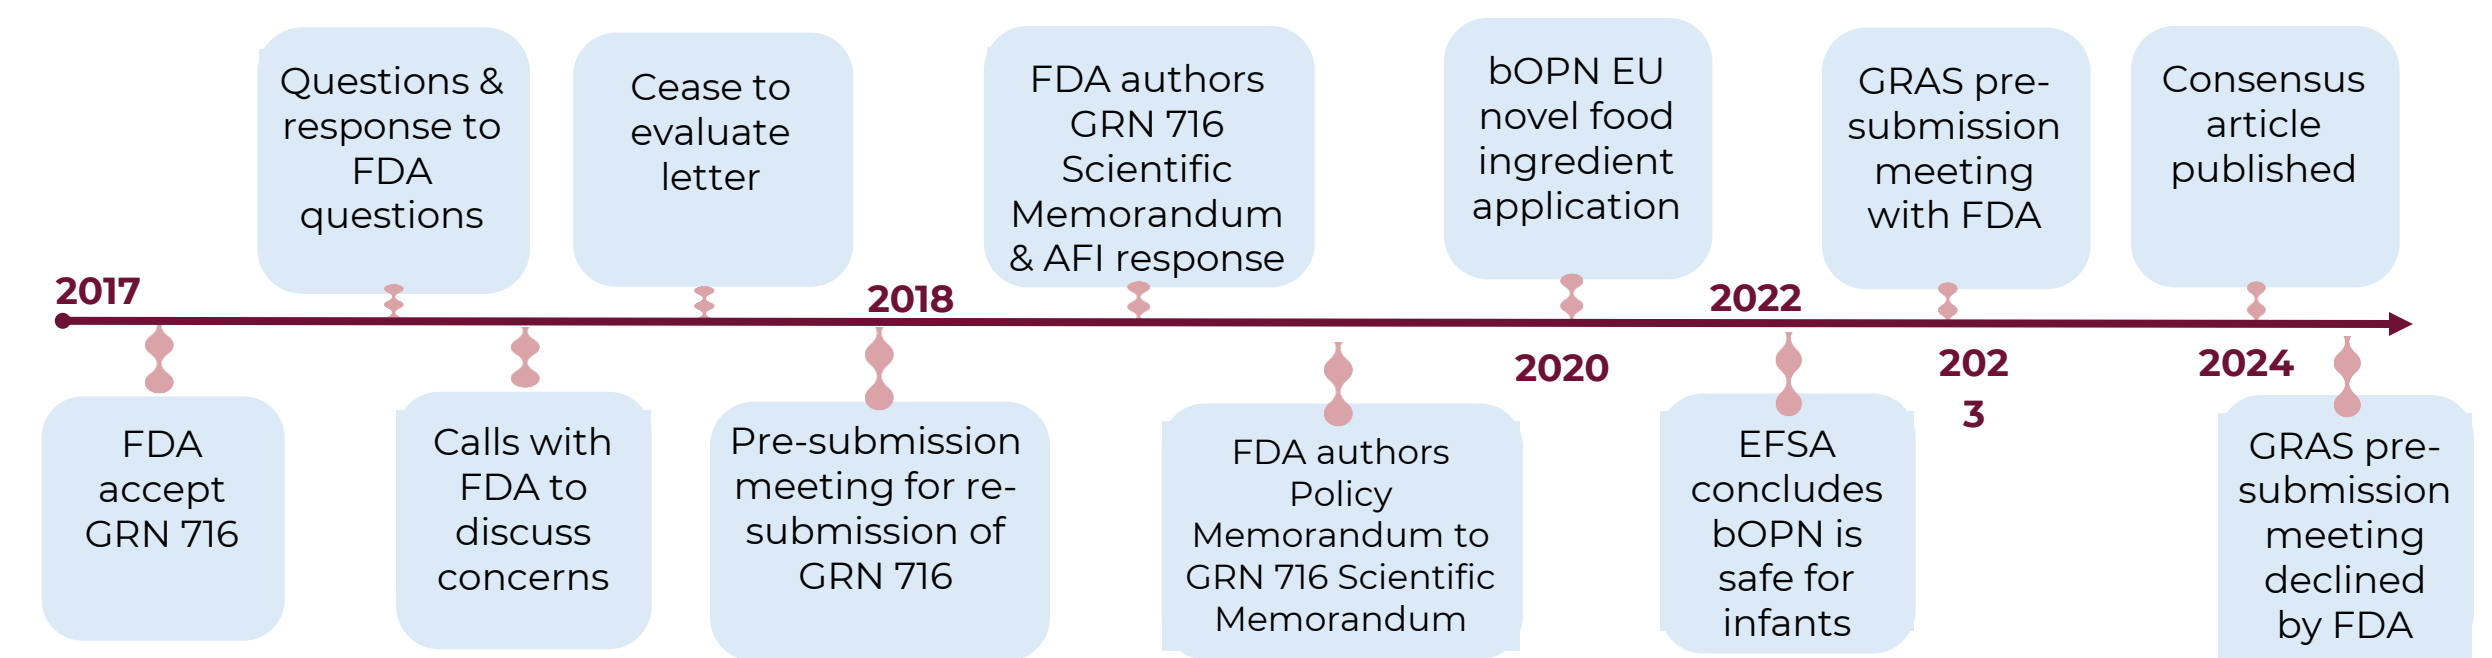 Questions &
response to
FDA
questions
Cease to
evaluate
letter
FDA authors
GRN 716
Scientific
Memorandum
& AFI response
bOPN EU
novel food
ingredient
application
GRAS pre-
submission
meeting
with FDA
Consensus
article
published
2017
2018
2022
2020
202
3
2024
FDA
accept
GRN 716
Calls with
FDA to
discuss
concerns
Pre-submission
meeting for re-
submission of
GRN 716
FDA authors
Policy
Memorandum to
GRN 716 Scientific
Memorandum
EFSA
concludes
bOPN is
safe for
infants
GRAS pre-
submission
meeting
declined
by FDA